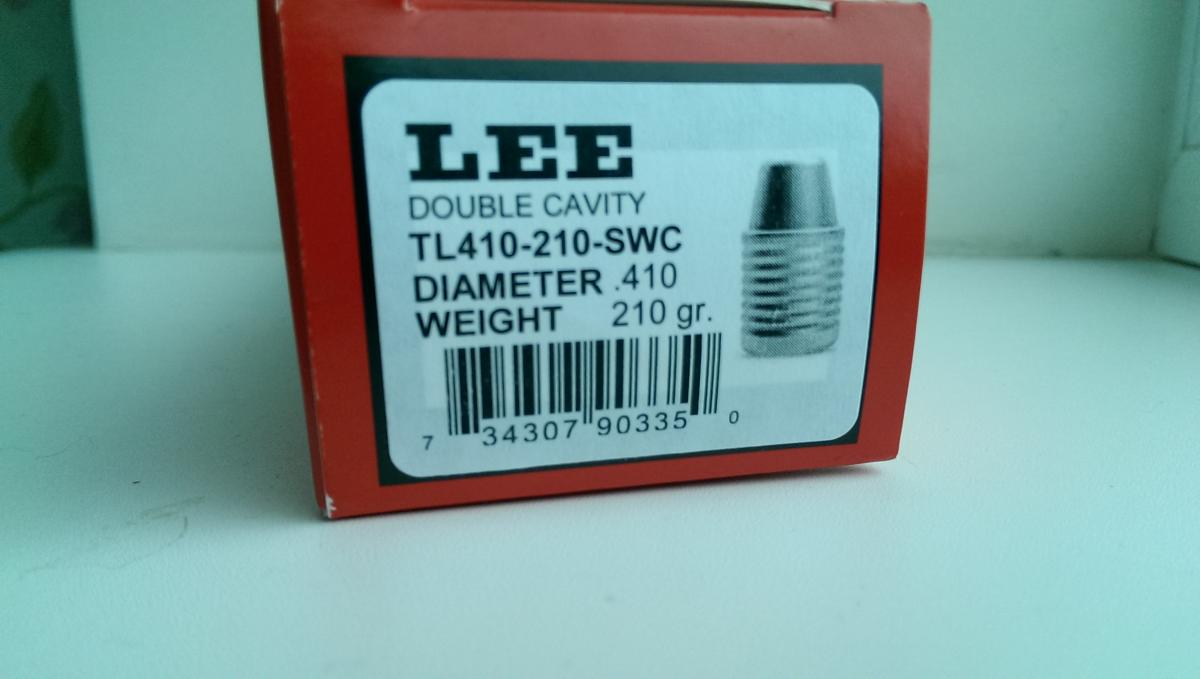 LEE
DOUBLE CAVITY
TL410-210-SWC
DIAMETER .410
WEIGHT 210 gr.
7 34307 90335 0